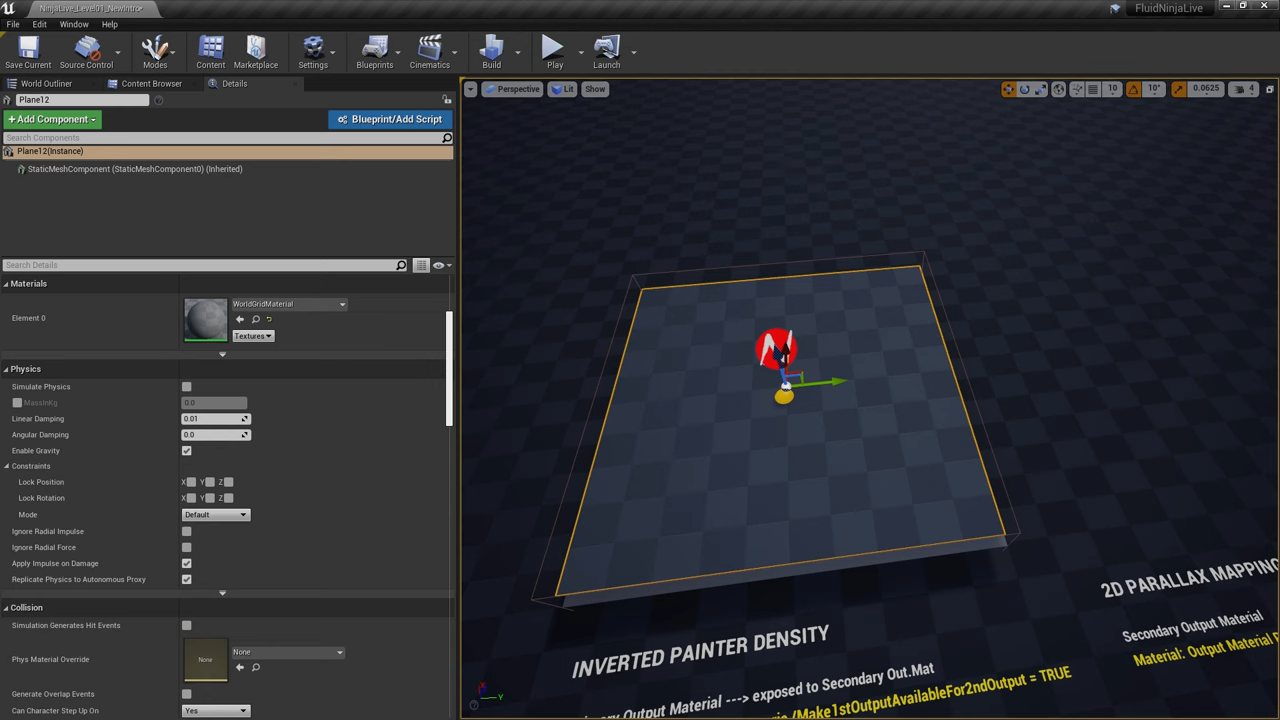 NinjaLive_Level01_NewIntro•
FluidNinjaLive
File Edit Window Help
Save Current Source Control Modes Content Marketplace Settings Blueprints Cinematics Build Play Launch
World Outliner Content Browser Details
Perspective Lit Show 10 10° 0.0625 4
Plane12
+Add Component Blueprint/Add Script
Search Components
Plane12(Instance)
StaticMeshComponent (StaticMeshComponent0) (Inherited)
Search Details
Materials
Element 0 WorldGridMaterial
Textures
Physics
Simulate Physics
MassInKg 0.0
Linear Damping 0.01
Angular Damping 0.0
Enable Gravity
Constraints
Lock Position X Y Z
Lock Rotation X Y Z
Mode Default
Ignore Radial Impulse
Ignore Radial Force
Apply Impulse on Damage
Replicate Physics to Autonomous Proxy
Collision
Simulation Generates Hit Events
Phys Material Override None None
Generate Overlap Events
Can Character Step Up On Yes
INVERTED PAINTER DENSITY
Output Material ---> exposed to Secondary Out.Mat
/Make1stOutputAvailableFor2ndOutput = TRUE
2D PARALLAX MAPPING
Secondary Output Material
Material: Output Material
X Y